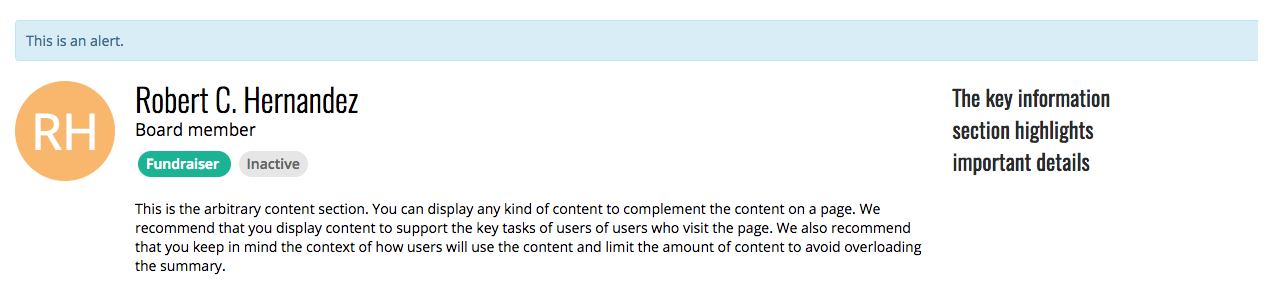 This is an alert.
RH
Robert C. Hernandez
Board member
Fundraiser
Inactive
This is the arbitrary content section. You can display any kind of content to complement the content on a page. We
recommend that you display content to support the key tasks of users of users who visit the page. We also recommend
that you keep in mind the context of how users will use the content and limit the amount of content to avoid overloading
the summary.
The key information
section highlights
important details